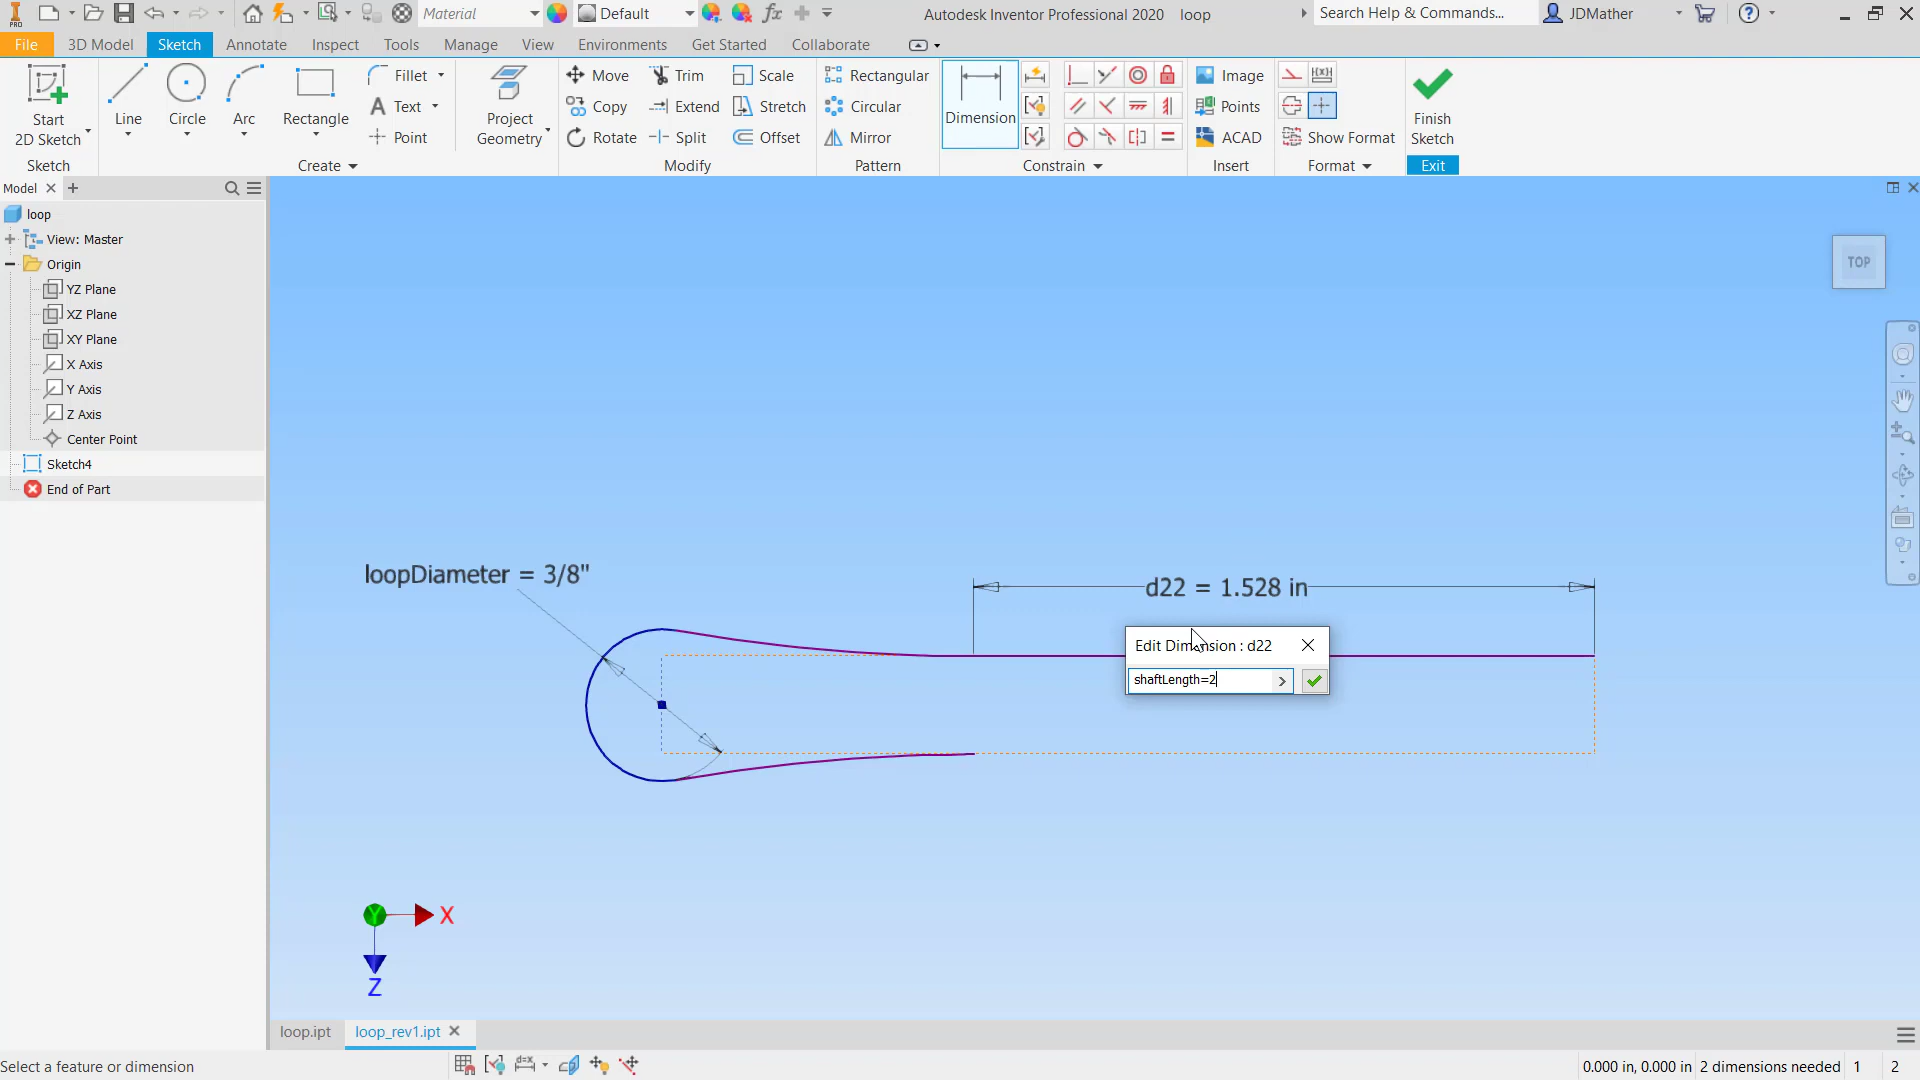 PRO
Material
Default
Autodesk Inventor Professional 2020 loop
Search Help & Commands...
JDMather
File 3D Model Sketch Annotate Inspect Tools Manage View Environments Get Started Collaborate
Start
2D Sketch
Sketch
Line
Circle
Arc
Rectangle
Fillet
Text
Point
Create
Project
Geometry
Move
Copy
Rotate
Trim
Extend
Split
Scale
Stretch
Offset
Modify
Rectangular
Circular
Mirror
Pattern
Dimension
Constrain
Image
Points
ACAD
Insert
Show Format
Format
Finish
Sketch
Exit
Model
loop
View: Master
Origin
YZ Plane
XZ Plane
XY Plane
X Axis
Y Axis
Z Axis
Center Point
Sketch4
End of Part
TOP
loopDiameter = 3/8"
d22 = 1.528 in
Edit Dimension : d22
shaftLength=2
Y
X
Z
loop.ipt loop_rev1.ipt
Select a feature or dimension
0.000 in, 0.000 in 2 dimensions needed 1 2